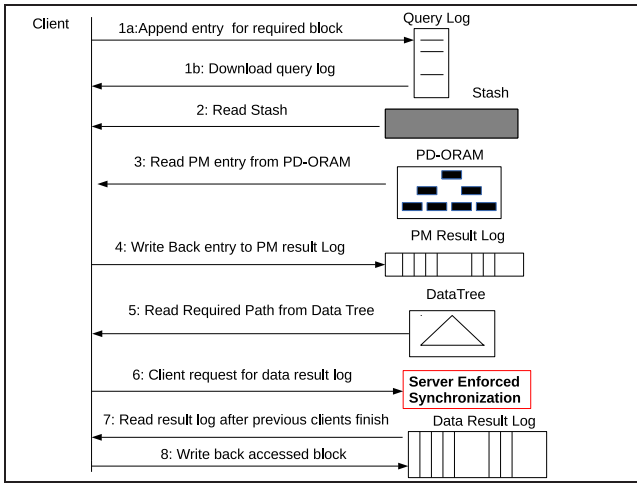 Client
Query Log
1a:Append entry for required block
1b: Download query log
Stash
2: Read Stash
PD-ORAM
3: Read PM entry from PD-ORAM
PM Result Log
4: Write Back entry to PM result Log
DataTree
5: Read Required Path from Data Tree
6: Client request for data result log
Server Enforced
Synchronization
7: Read result log after previous clients finish
Data Result Log
8: Write back accessed block